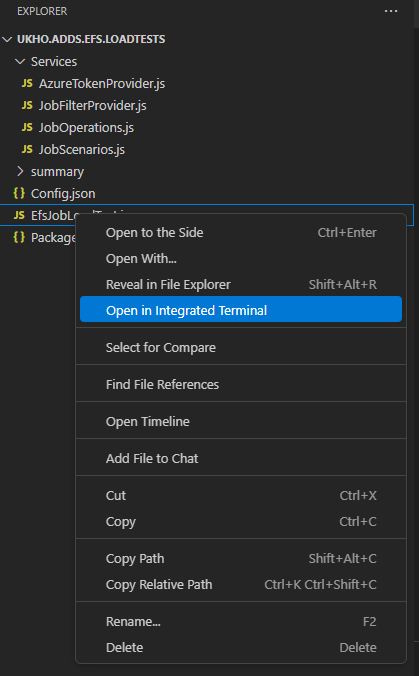 EXPLORER
UKHO.ADDS.EFS.LOADTESTS
Services
JS AzureTokenProvider.js
JS JobFilterProvider.js
JS JobOperations.js
JS JobScenarios.js
summary
{ } Config.json
JS
{ } Package
Open to the Side Ctrl+Enter
Open With...
Reveal in File Explorer Shift+Alt+R
Open in Integrated Terminal
Select for Compare
Find File References
Open Timeline
Add File to Chat
Cut Ctrl+X
Copy Ctrl+C
Copy Path Shift+Alt+C
Copy Relative Path Ctrl+K Ctrl+Shift+C
Rename... F2
Delete Delete